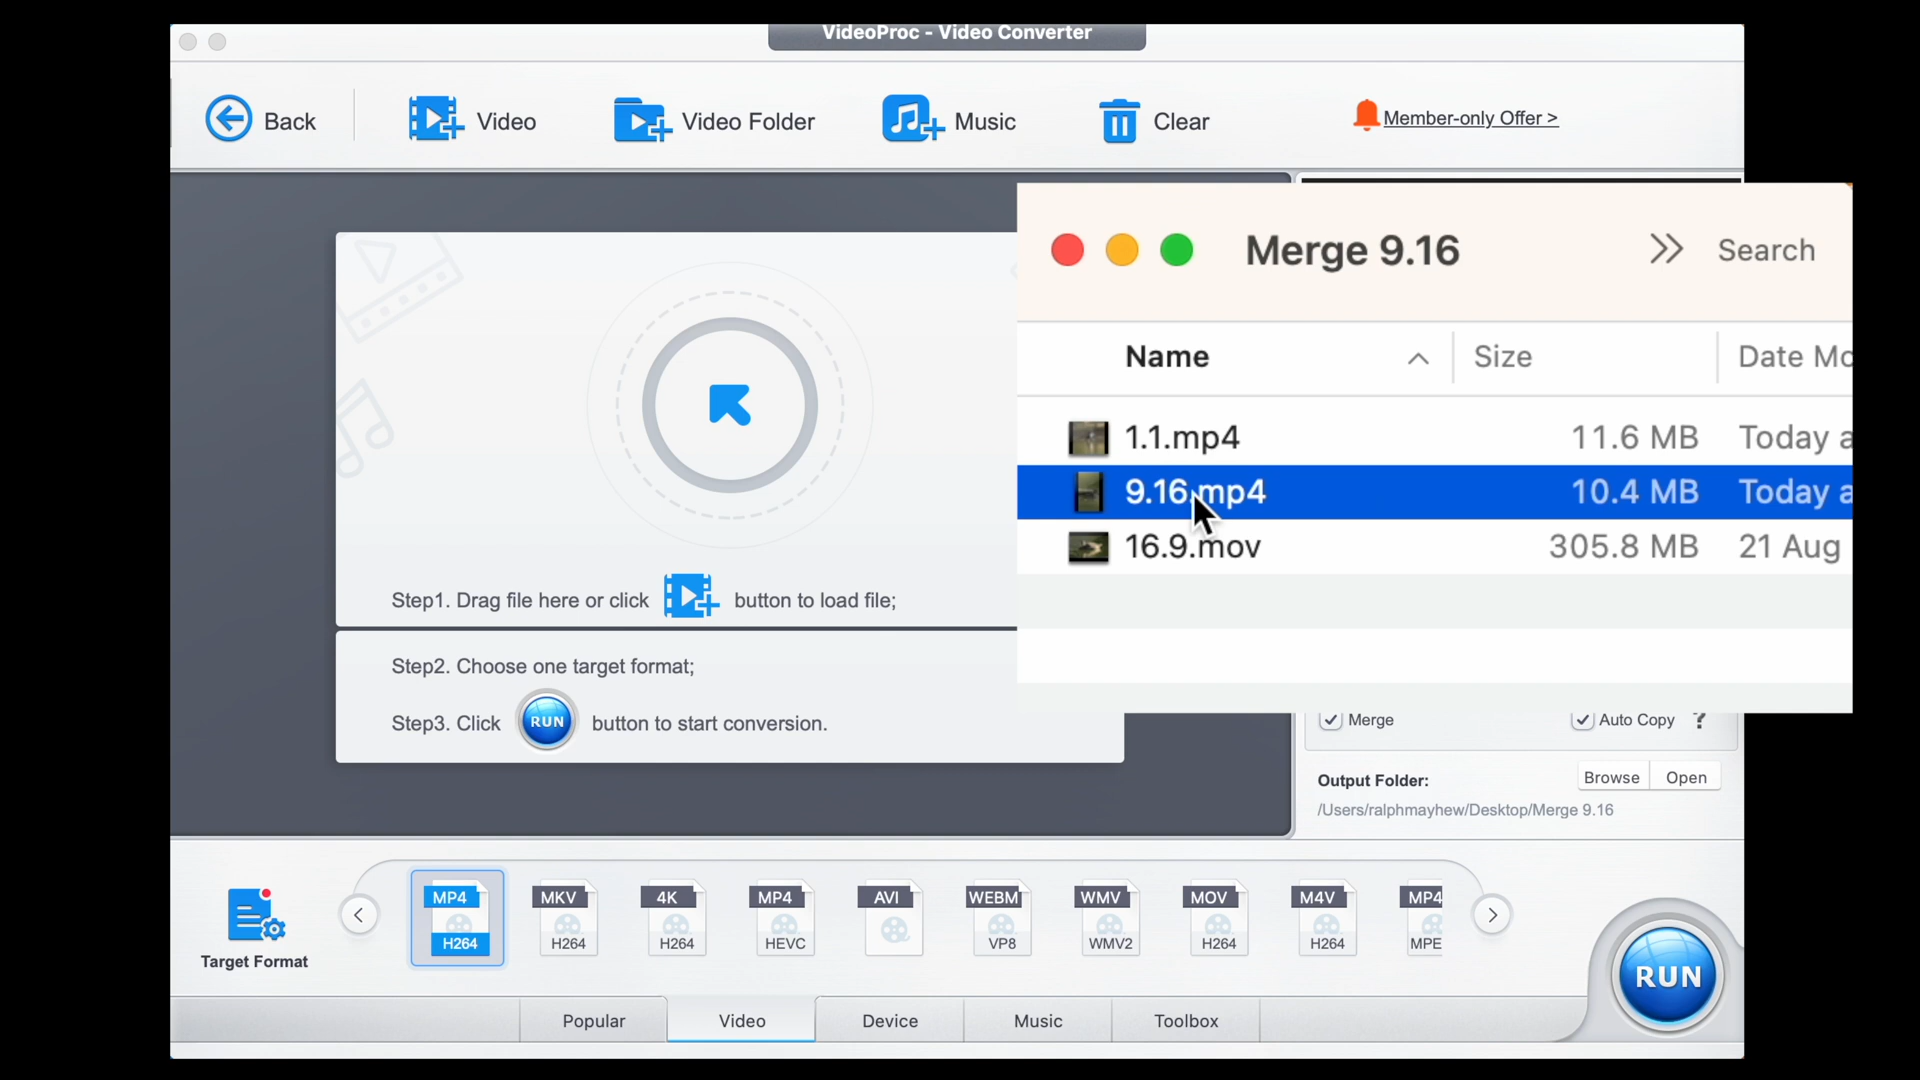 VideoProc - Video Converter
Back
Video
Video Folder
Music
Clear
Member-only Offer >
Merge 9.16
Search
Name
Size
Date Mo
1.1.mp4
11.6 MB
Today a
9.16.mp4
10.4 MB
Today a
16.9.mov
305.8 MB
21 Aug
Step1. Drag file here or click button to load file;
Step2. Choose one target format;
Step3. Click RUN button to start conversion.
Merge
Auto Copy ?
Output Folder:
Browse
Open
/Users/ralphmayhew/Desktop/Merge 9.16
Target Format
MP4
H264
MKV
H264
4K
H264
MP4
HEVC
AVI
WEBM
VP8
WMV
WMV2
MOV
H264
M4V
H264
MP4
MPE
RUN
Popular
Video
Device
Music
Toolbox